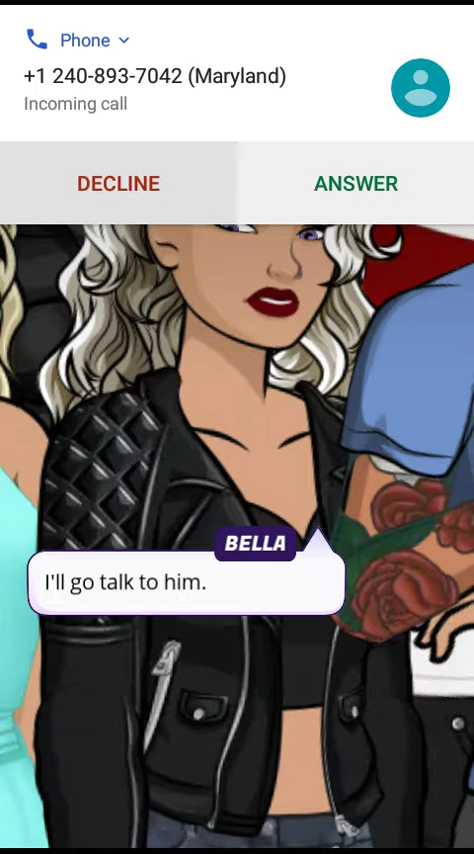 Phone
+1 240-893-7042 (Maryland)
Incoming call
DECLINE ANSWER
BELLA
I'll go talk to him.